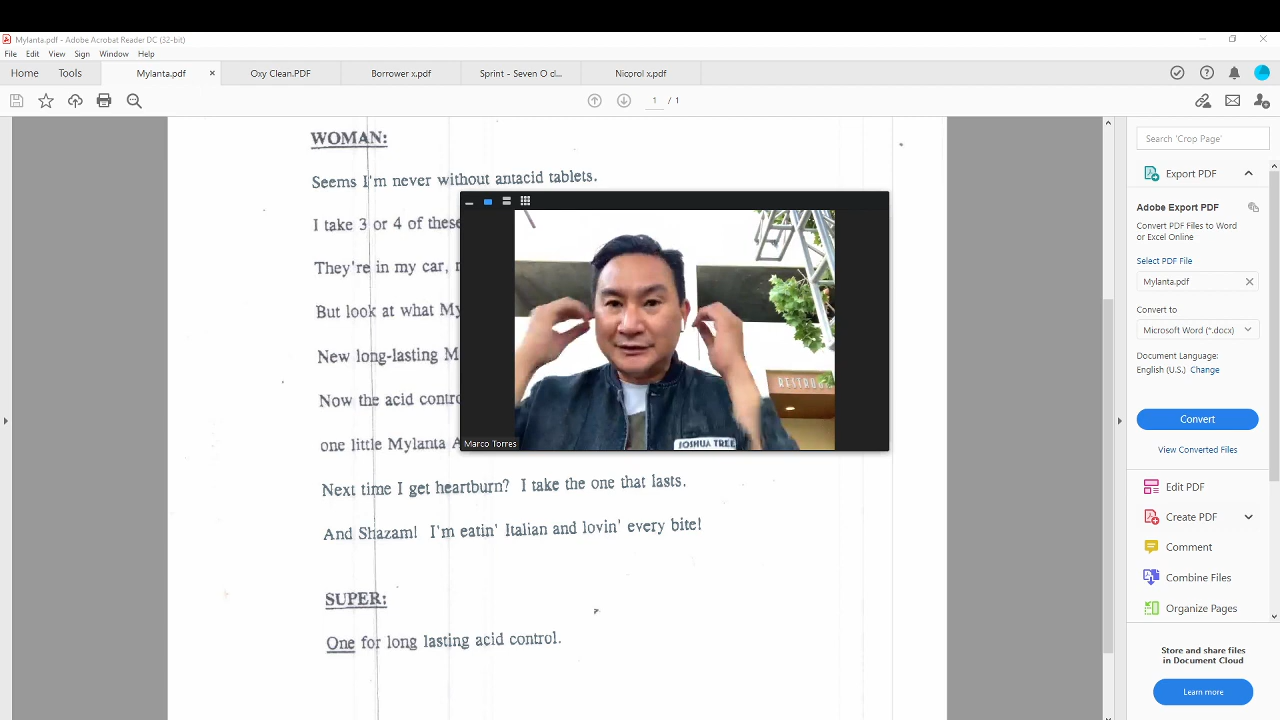 Mylanta.pdf - Adobe Acrobat Reader DC (32-bit)
File Edit View Sign Window Help
Home Tools Mylanta.pdf × Oxy Clean.PDF Borrower x.pdf Sprint - Seven O d... Nicorol x.pdf
1 / 1
WOMAN:
Seems I'm never without antacid tablets.
I take 3 or 4 of these
They're in my car,
But look at what My
New long-lasting M
Now the acid contro
one little Mylanta A
Next time I get heartburn? I take the one that lasts.
And Shazam! I'm eatin' Italian and lovin' every bite!
SUPER:
One for long lasting acid control.
Marco Torres
JOSHUA TREE
Search 'Crop Page'
Export PDF
Adobe Export PDF
Convert PDF Files to Word
or Excel Online
Select PDF File
Mylanta.pdf
Convert to
Microsoft Word (*.docx)
Document Language:
English (U.S.) Change
Convert
View Converted Files
Edit PDF
Create PDF
Comment
Combine Files
Organize Pages
Store and share files
in Document Cloud
Learn more